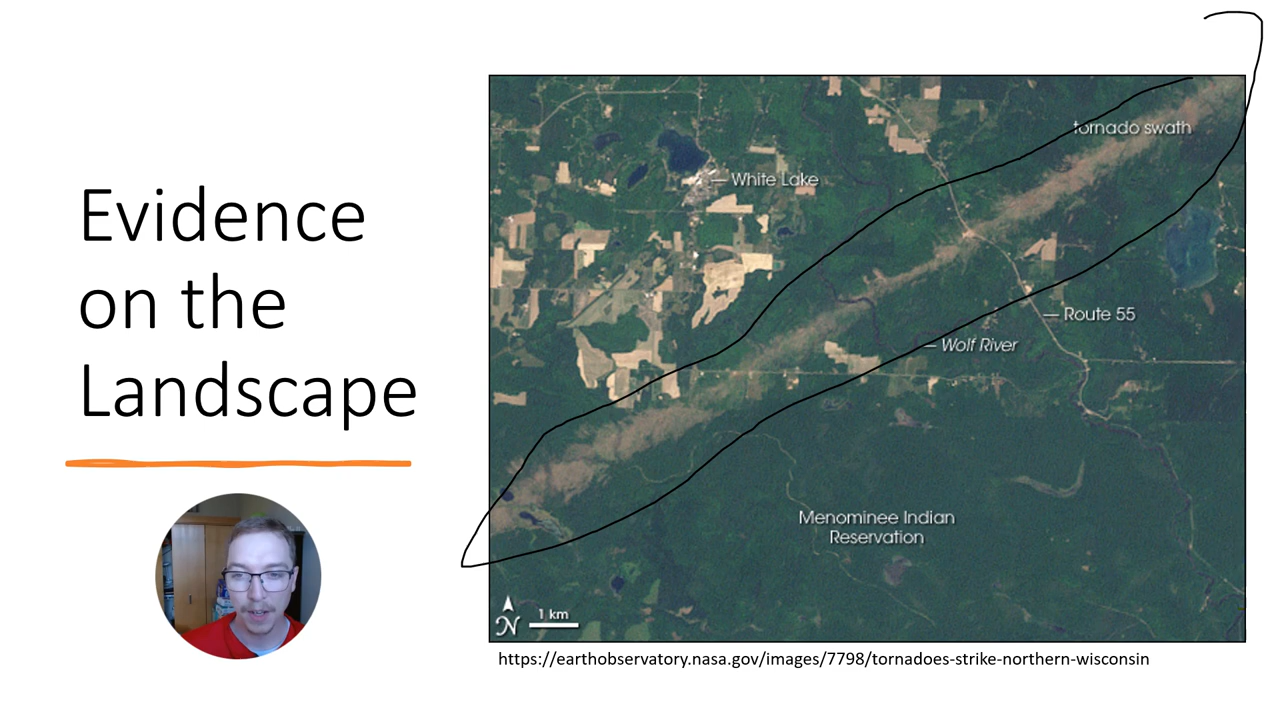 Evidence
on the
Landscape
tornado swath
— White Lake
— Route 55
— Wolf River
Menominee Indian
Reservation
N
1 km
https://earthobservatory.nasa.gov/images/7798/tornadoes-strike-northern-wisconsin